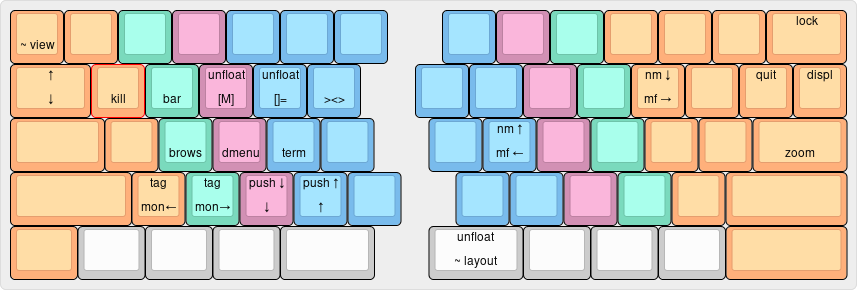 lock
~ view
↑
unfloat
unfloat
nm ↓
quit
displ
↓
kill
bar
[M]
[]=
><>
mf →
nm ↑
brows
dmenu
term
mf ←
zoom
tag
tag
push ↓
push ↑
mon←
mon→
↓
↑
unfloat
~ layout